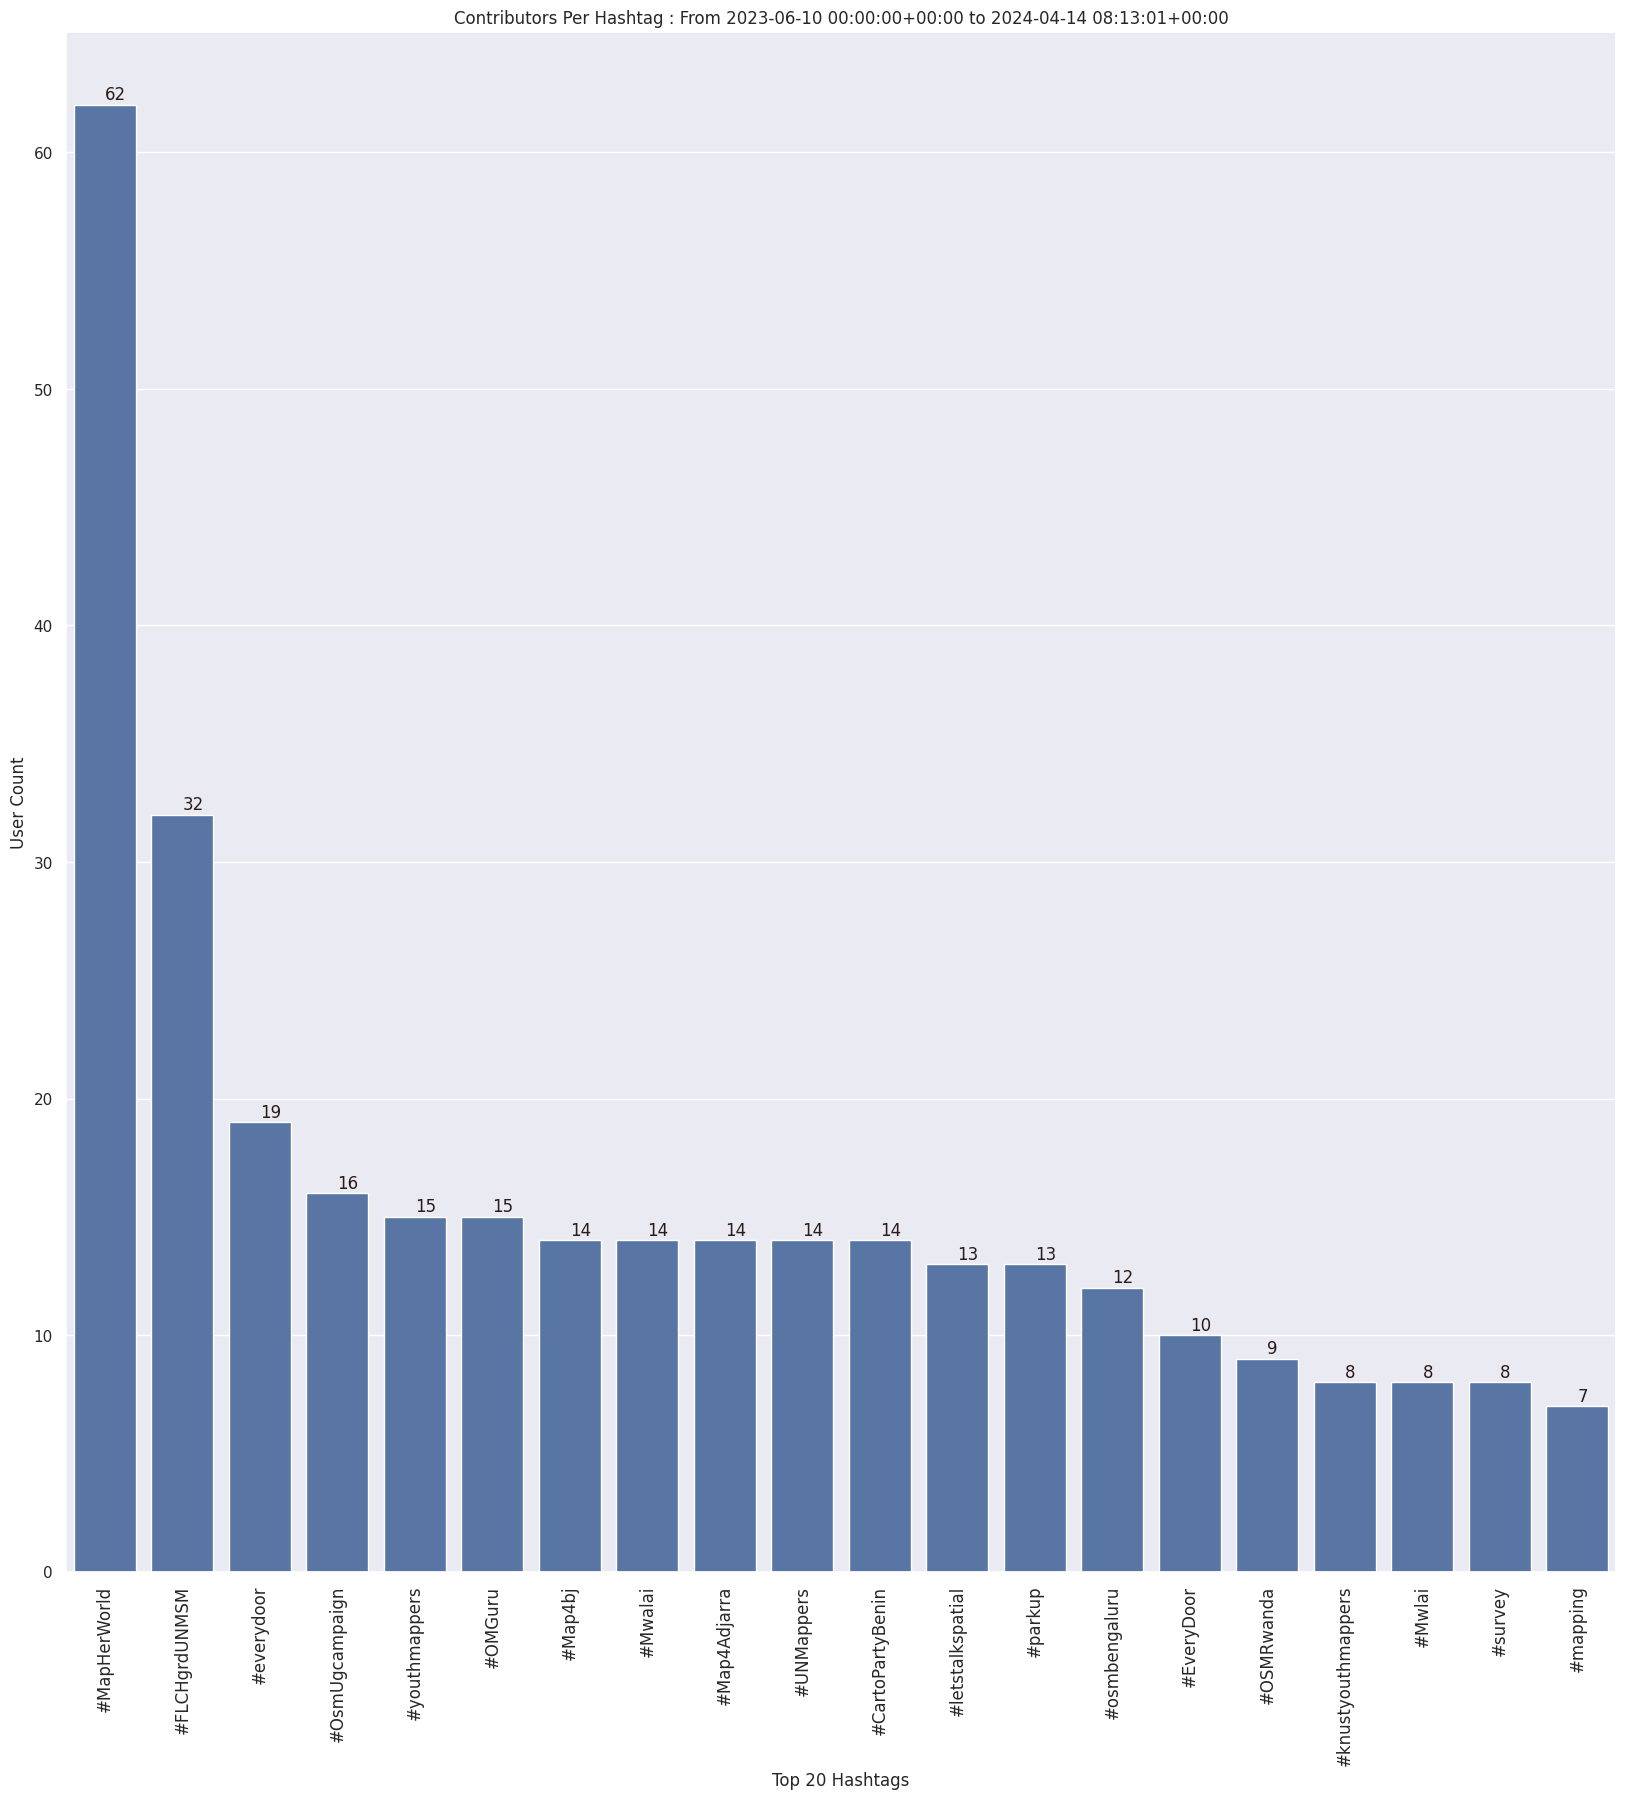 Contributors Per Hashtag : From 2023-06-10 00:00:00+00:00 to 2024-04-14 08:13:01+00:00
User Count
60
50
40
30
20
10
0
62
32
19
16
15
15
14
14
14
14
14
13
13
12
10
9
8
8
8
7
#MapHerWorld
#FLCHgrdUNMSM
#everydoor
#OsmUgcampaign
#youthmappers
#OMGuru
#Map4bj
#Mwalai
#Map4Adjarra
#UNMappers
#CartoPartyBenin
#letstalkspatial
#parkup
#osmbengaluru
#EveryDoor
#OSMRwanda
#knustyouthmappers
#Mwlai
#survey
#mapping
Top 20 Hashtags